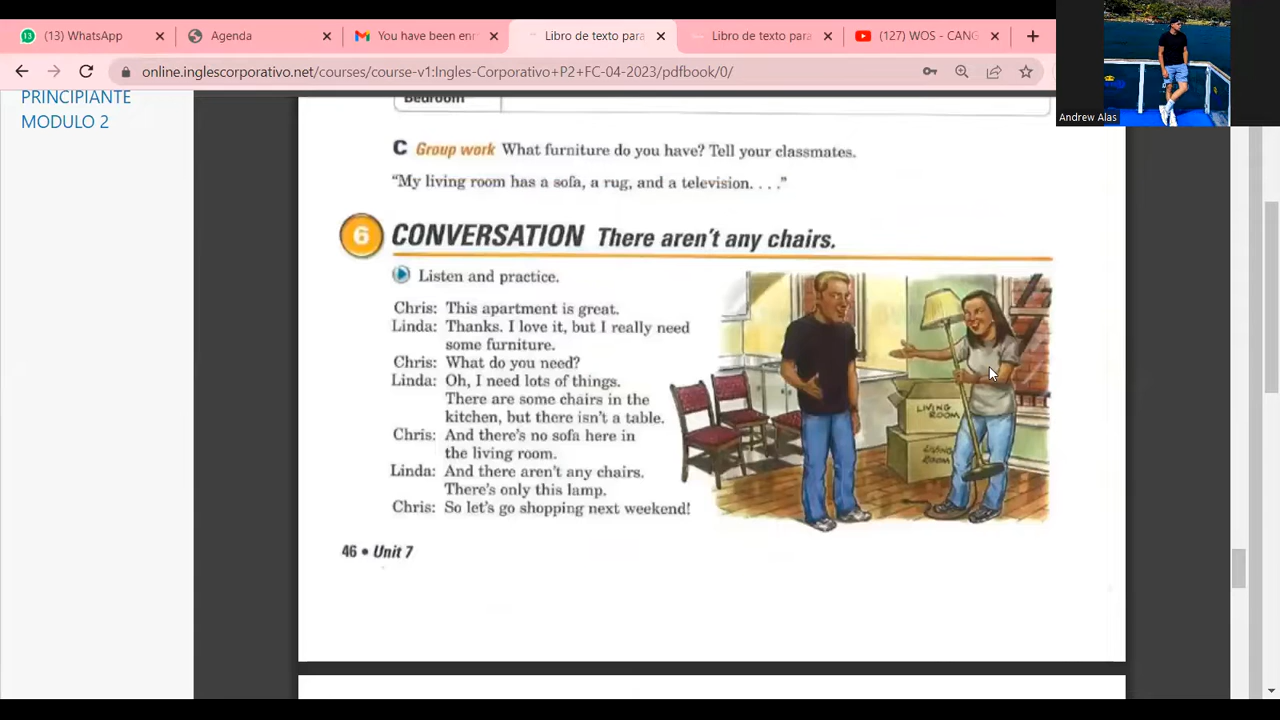 (13) WhatsApp
Agenda
You have been enr
Libro de texto para
Libro de texto para
(127) WOS - CANG
online.inglescorporativo.net/courses/course-v1:Ingles-Corporativo+P2+FC-04-2023/pdfbook/0/
Andrew Alas
PRINCIPIANTE
MODULO 2
Bedroom
C Group work What furniture do you have? Tell your classmates.
“My living room has a sofa, a rug, and a television. . . .”
6 CONVERSATION There aren't any chairs.
Listen and practice.
Chris: This apartment is great.
Linda: Thanks. I love it, but I really need
some furniture.
Chris: What do you need?
Linda: Oh, I need lots of things.
There are some chairs in the
kitchen, but there isn't a table.
Chris: And there's no sofa here in
the living room.
Linda: And there aren't any chairs.
There's only this lamp.
Chris: So let's go shopping next weekend!
LIVING
ROOM
LIVING
ROOM
46 • Unit 7